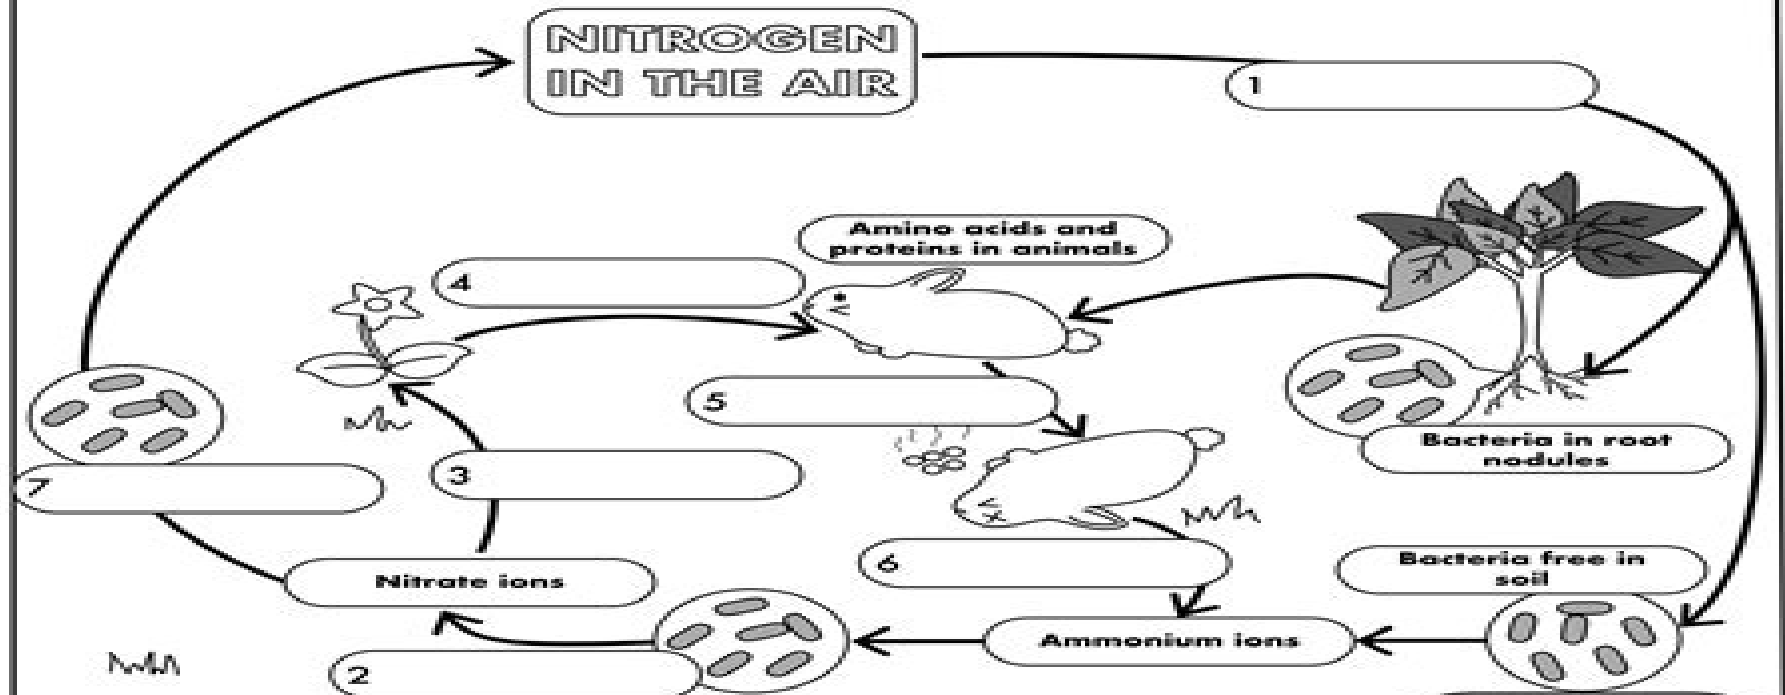 NITROGEN
IN THE AIR
1
Amino acids and
proteins in animals
4
5
Bacteria in root
nodules
3
7
6
Bacteria free in
soil
Nitrate ions
Ammonium ions
2